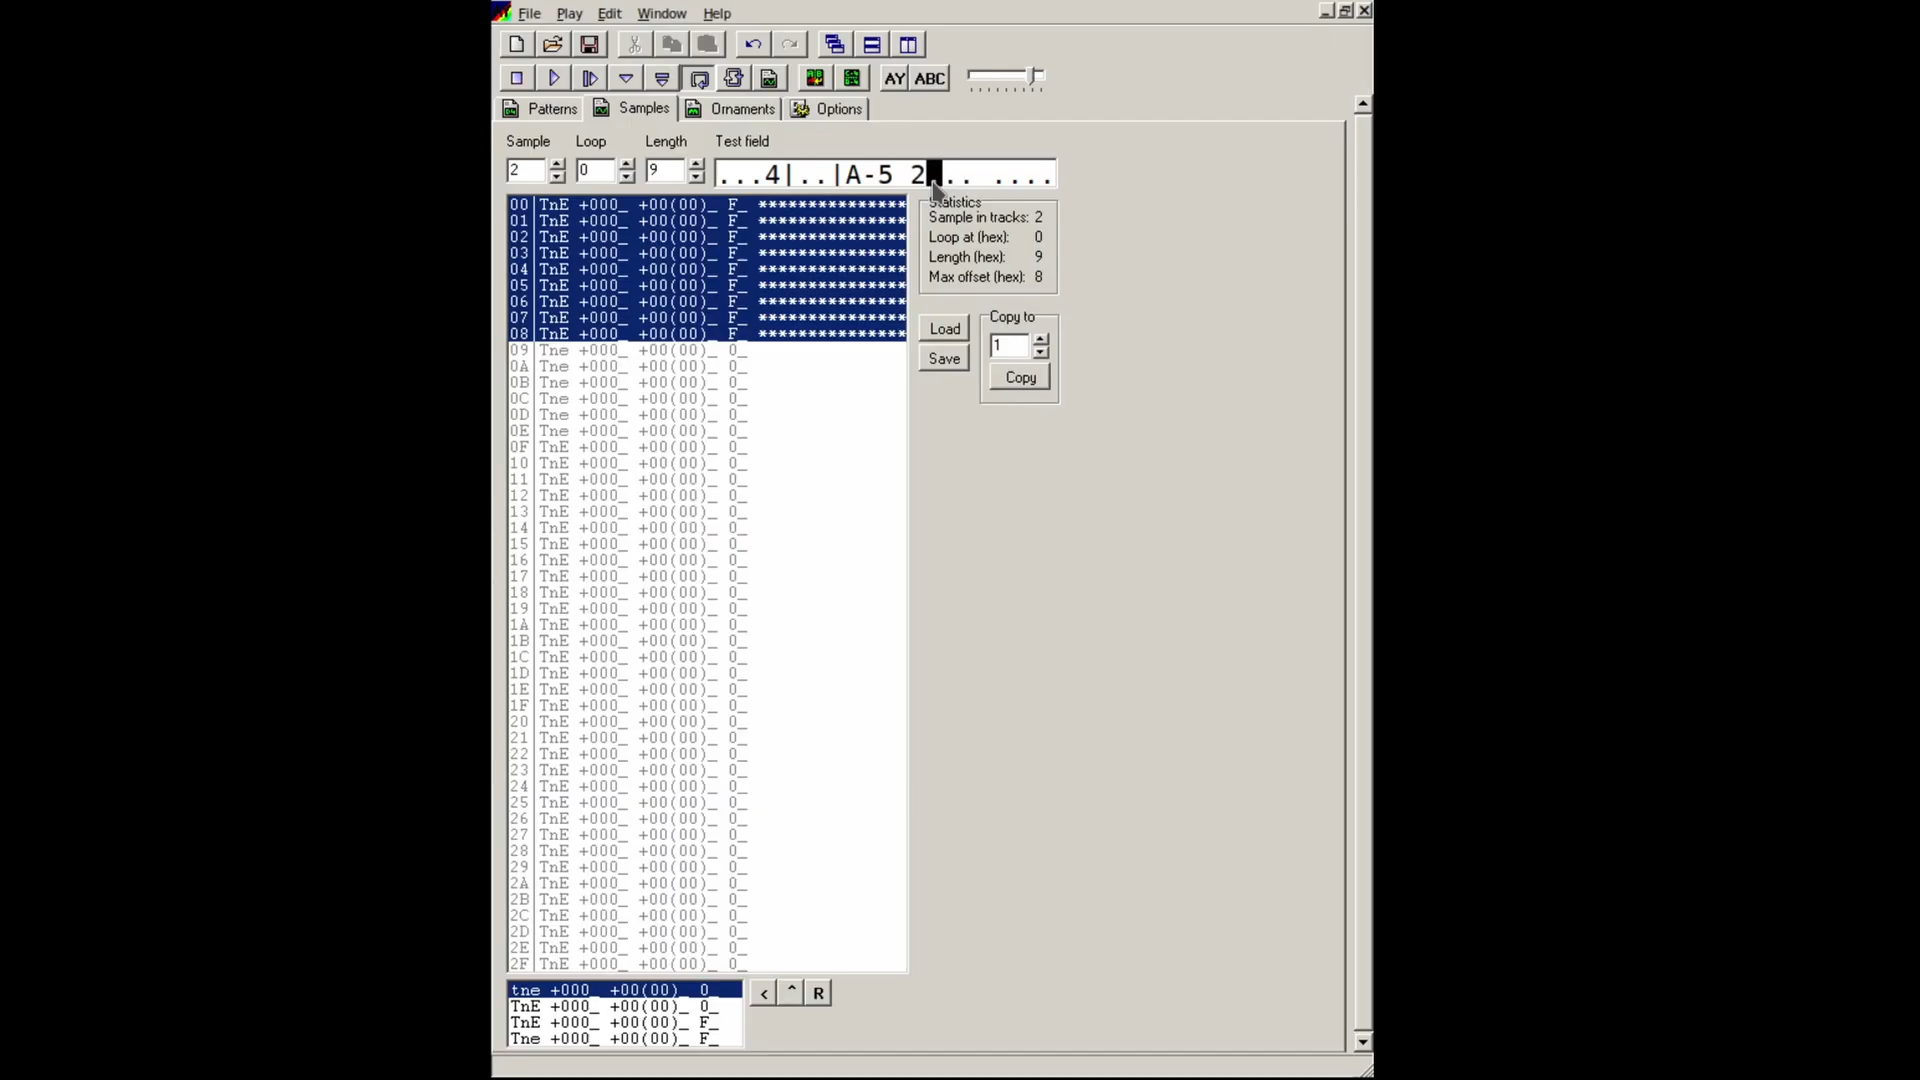 File Play Edit Window Help
AY ABC
Patterns Samples Ornaments Options
Sample Loop Length Test field
2 0 9 ...4|..|A-5 2 .. ....
00 TnE +000_ +00(00)_ F_ ***************
01 TnE +000_ +00(00)_ F_ ***************
02 TnE +000_ +00(00)_ F_ ***************
03 TnE +000_ +00(00)_ F_ ***************
04 TnE +000_ +00(00)_ F_ ***************
05 TnE +000_ +00(00)_ F_ ***************
06 TnE +000_ +00(00)_ F_ ***************
07 TnE +000_ +00(00)_ F_ ***************
08 TnE +000_ +00(00)_ F_ ***************
09 Tne +000_ +00(00)_ 0_
0A Tne +000_ +00(00)_ 0_
0B Tne +000_ +00(00)_ 0_
0C Tne +000_ +00(00)_ 0_
0D Tne +000_ +00(00)_ 0_
0E Tne +000_ +00(00)_ 0_
0F TnE +000_ +00(00)_ 0_
10 TnE +000_ +00(00)_ 0_
11 TnE +000_ +00(00)_ 0_
12 TnE +000_ +00(00)_ 0_
13 TnE +000_ +00(00)_ 0_
14 TnE +000_ +00(00)_ 0_
15 TnE +000_ +00(00)_ 0_
16 TnE +000_ +00(00)_ 0_
17 TnE +000_ +00(00)_ 0_
18 TnE +000_ +00(00)_ 0_
19 TnE +000_ +00(00)_ 0_
1A TnE +000_ +00(00)_ 0_
1B TnE +000_ +00(00)_ 0_
1C TnE +000_ +00(00)_ 0_
1D TnE +000_ +00(00)_ 0_
1E TnE +000_ +00(00)_ 0_
1F TnE +000_ +00(00)_ 0_
20 TnE +000_ +00(00)_ 0_
21 TnE +000_ +00(00)_ 0_
22 TnE +000_ +00(00)_ 0_
23 TnE +000_ +00(00)_ 0_
24 TnE +000_ +00(00)_ 0_
25 TnE +000_ +00(00)_ 0_
26 TnE +000_ +00(00)_ 0_
27 TnE +000_ +00(00)_ 0_
28 TnE +000_ +00(00)_ 0_
29 TnE +000_ +00(00)_ 0_
2A TnE +000_ +00(00)_ 0_
2B TnE +000_ +00(00)_ 0_
2C TnE +000_ +00(00)_ 0_
2D TnE +000_ +00(00)_ 0_
2E TnE +000_ +00(00)_ 0_
2F TnE +000_ +00(00)_ 0_
Statistics
Sample in tracks: 2
Loop at (hex): 0
Length (hex): 9
Max offset (hex): 8
Load
Save
Copy to
1
Copy
tne +000_ +00(00)_ 0_
TnE +000_ +00(00)_ 0_
TnE +000_ +00(00)_ F_
Tne +000_ +00(00)_ F_
< ^ R